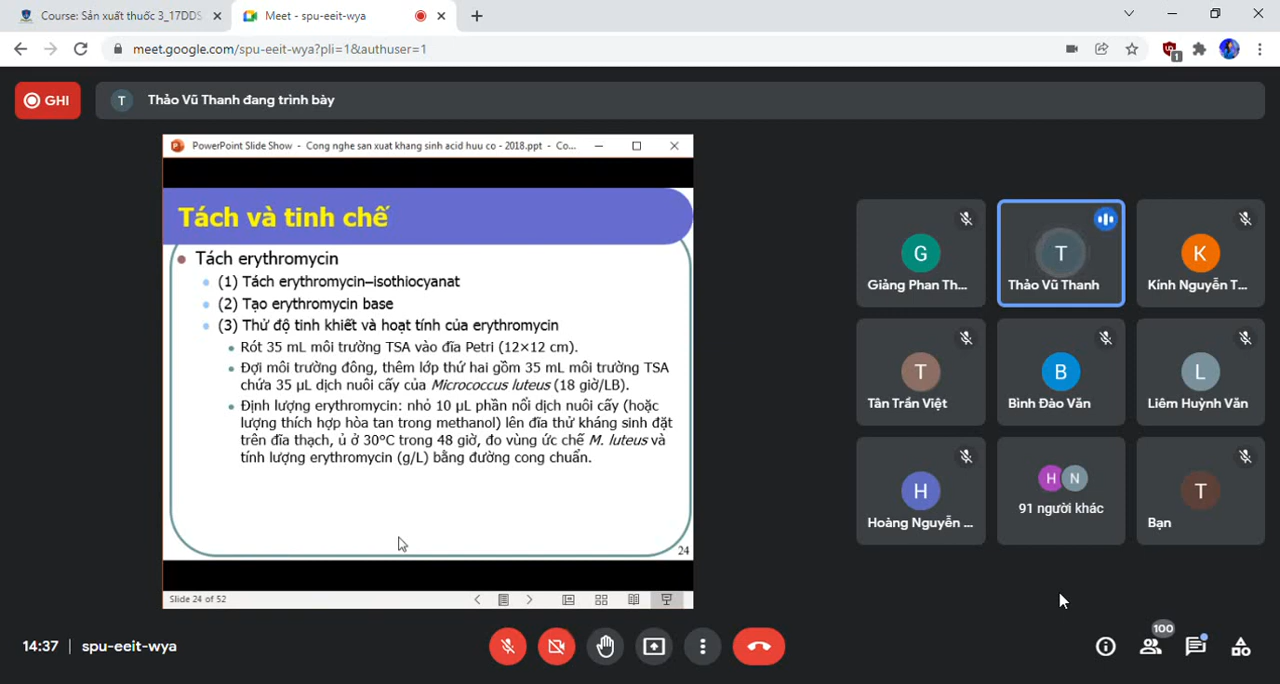 Course: Sản xuất thuốc 3_17DDS
Meet - spu-eeit-wya
meet.google.com/spu-eeit-wya?pli=1&authuser=1
1
GHI
T
Thảo Vũ Thanh đang trình bày
PowerPoint Slide Show - Cong nghe san xuat khang sinh acid huu co - 2018.ppt - Co...
Tách và tinh chế
Tách erythromycin
(1) Tách erythromycin–isothiocyanat
(2) Tạo erythromycin base
(3) Thử độ tinh khiết và hoạt tính của erythromycin
Rót 35 mL môi trường TSA vào đĩa Petri (12×12 cm).
Đợi môi trường đông, thêm lớp thứ hai gồm 35 mL môi trường TSA
chứa 35 µL dịch nuôi cấy của Micrococcus luteus (18 giờ/LB).
Định lượng erythromycin: nhỏ 10 µL phần nổi dịch nuôi cấy (hoặc
lượng thích hợp hòa tan trong methanol) lên đĩa thử kháng sinh đặt
trên đĩa thạch, ủ ở 30°C trong 48 giờ, đo vùng ức chế M. luteus và
tính lượng erythromycin (g/L) bằng đường cong chuẩn.
24
Slide 24 of 52
G
Giảng Phan Th...
T
Thảo Vũ Thanh
K
Kính Nguyễn T...
T
Tân Trần Việt
B
Bình Đào Văn
L
Liêm Huỳnh Văn
H
Hoàng Nguyễn ...
H N
91 người khác
T
Bạn
14:37 | spu-eeit-wya
100